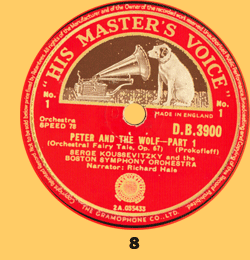 "HIS MASTER'S VOICE"
MADE IN ENGLAND
No. 1
No. 1
Orchestra
SPEED 78
D.B.3900
PETER AND THE WOLF—PART 1
(Orchestral Fairy Tale, Op. 67) (Prokofieff)
SERGE KOUSSEVITZKY and the
BOSTON SYMPHONY ORCHESTRA
Narrator: Richard Hale
2A.035433
THE GRAMOPHONE CO., LTD.
8